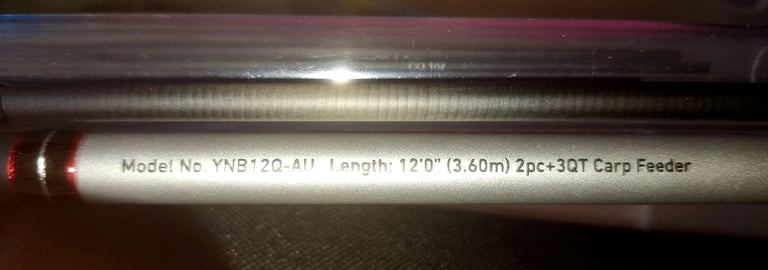 Model No. YNB12Q-AU Length: 12'0" (3.60m) 2pc+3QT Carp Feeder